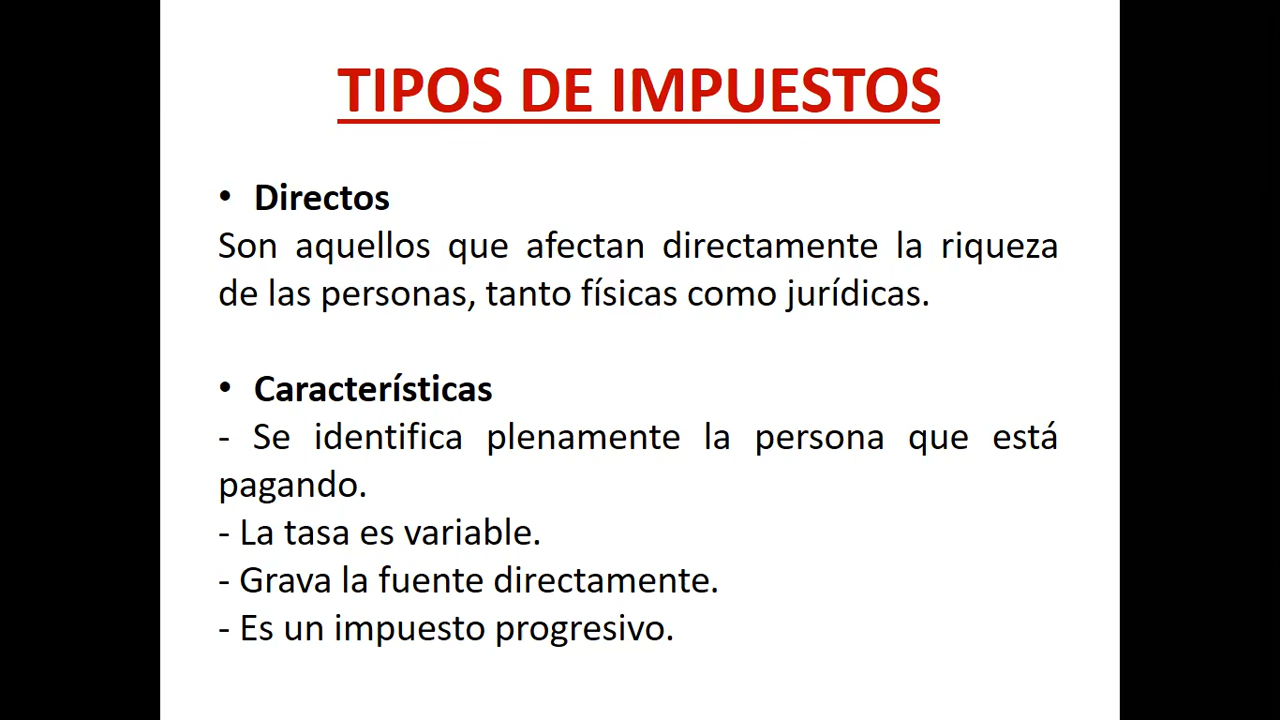 TIPOS DE IMPUESTOS
• Directos
Son aquellos que afectan directamente la riqueza
de las personas, tanto físicas como jurídicas.
• Características
- Se identifica plenamente la persona que está
pagando.
- La tasa es variable.
- Grava la fuente directamente.
- Es un impuesto progresivo.